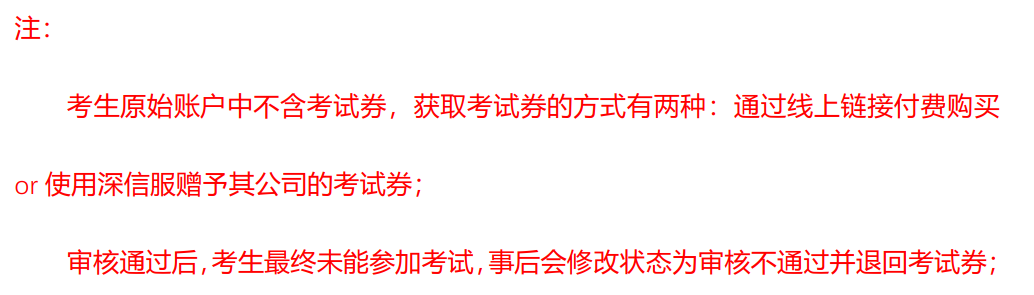 注：
考生原始账户中不含考试券，获取考试券的方式有两种：通过线上链接付费购买
or 使用深信服赠予其公司的考试券；
审核通过后,考生最终未能参加考试,事后会修改状态为审核不通过并退回考试券；